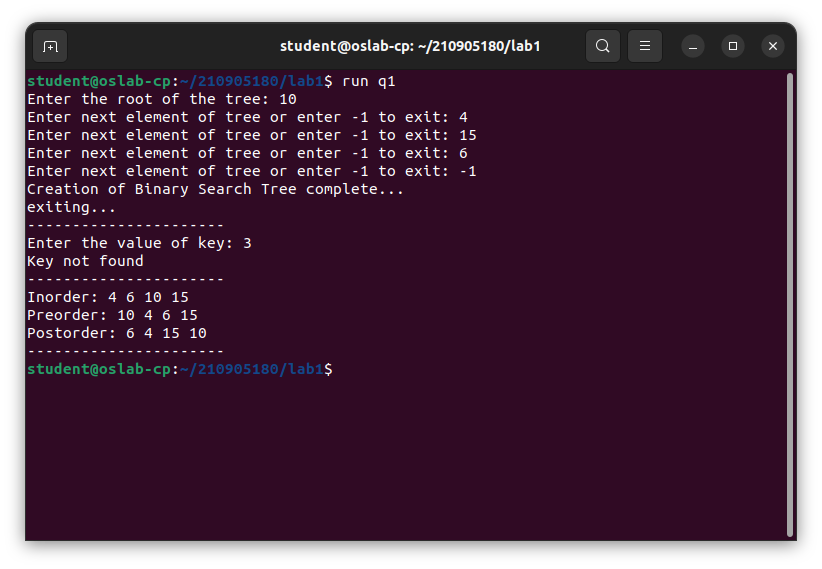 student@oslab-cp: ~/210905180/lab1
student@oslab-cp:~/210905180/lab1$ run q1
Enter the root of the tree: 10
Enter next element of tree or enter -1 to exit: 4
Enter next element of tree or enter -1 to exit: 15
Enter next element of tree or enter -1 to exit: 6
Enter next element of tree or enter -1 to exit: -1
Creation of Binary Search Tree complete...
exiting...
----------------------
Enter the value of key: 3
Key not found
----------------------
Inorder: 4 6 10 15
Preorder: 10 4 6 15
Postorder: 6 4 15 10
----------------------
student@oslab-cp:~/210905180/lab1$